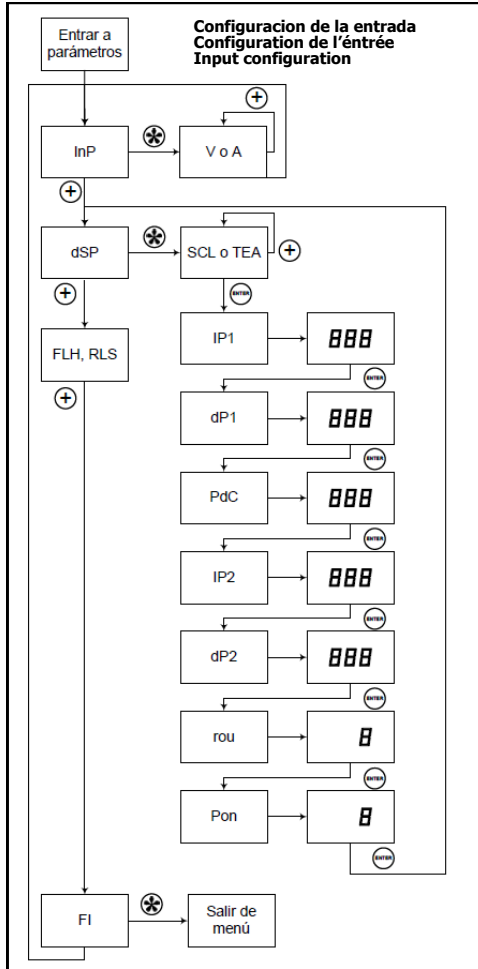 Entrar a
parámetros
Configuracion de la entrada
Configuration de l'éntrée
Input configuration
+
InP
*
V o A
+
dSP
*
SCL o TEA
+
+
ENTER
FLH, RLS
IP1
888
+
ENTER
dP1
888
ENTER
PdC
888
ENTER
IP2
888
ENTER
dP2
888
ENTER
rou
8
ENTER
Pon
8
ENTER
FI
*
Salir de
menú